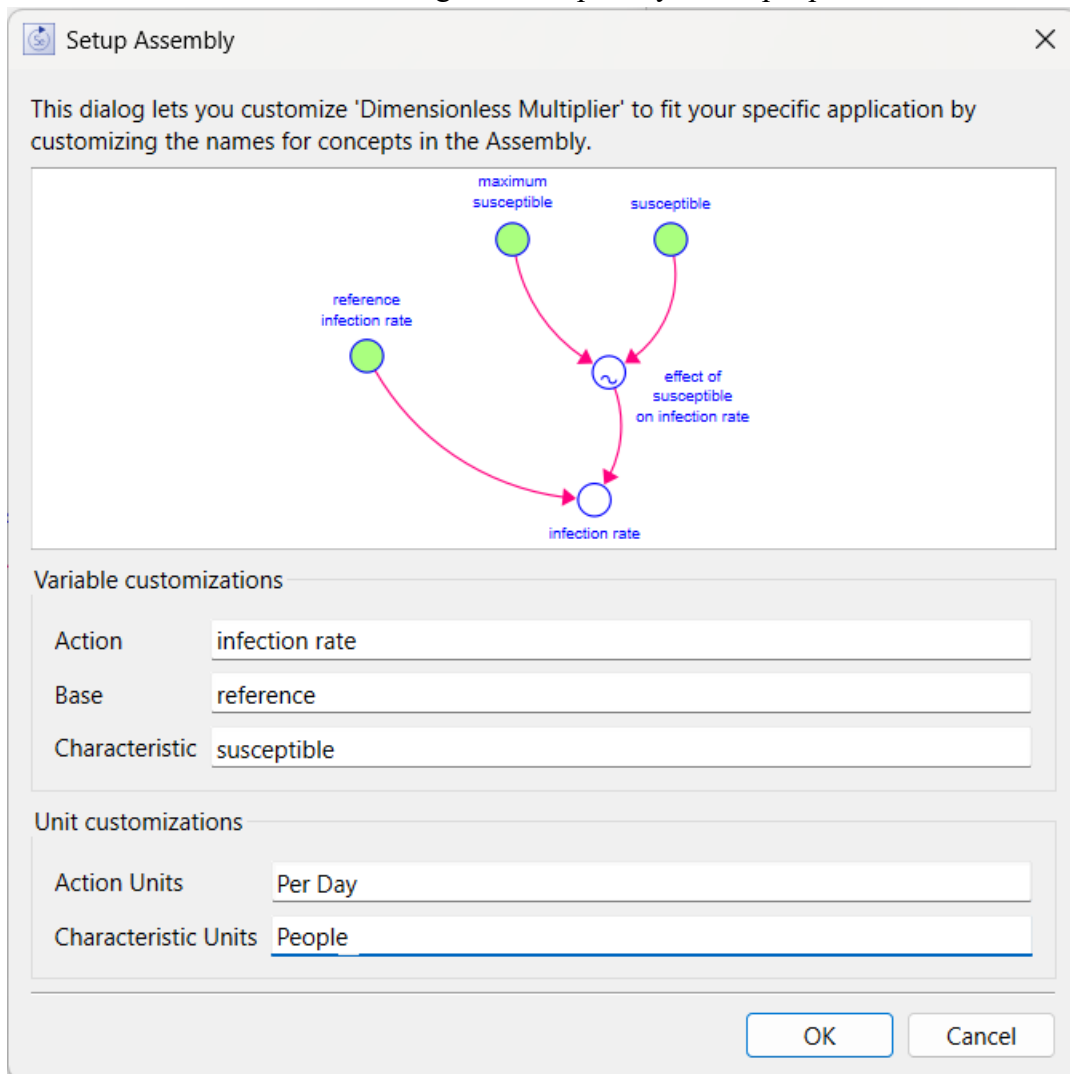 Setup Assembly
This dialog lets you customize 'Dimensionless Multiplier' to fit your specific application by
customizing the names for concepts in the Assembly.
maximum
susceptible
susceptible
reference
infection rate
effect of
susceptible
on infection rate
infection rate
Variable customizations
Action infection rate
Base reference
Characteristic susceptible
Unit customizations
Action Units Per Day
Characteristic Units People
OK Cancel